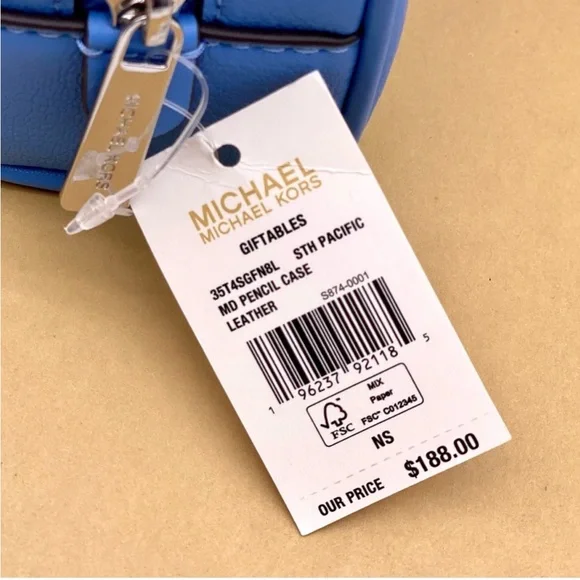 MICHAEL KORS
MICHAEL
MICHAEL KORS
GIFTABLES
35T4SGFN8L STH PACIFIC
MD PENCIL CASE
LEATHER
S874-0001
1 96237 92118 5
FSC
MIX
Paper
FSC™ C012345
NS
OUR PRICE $188.00